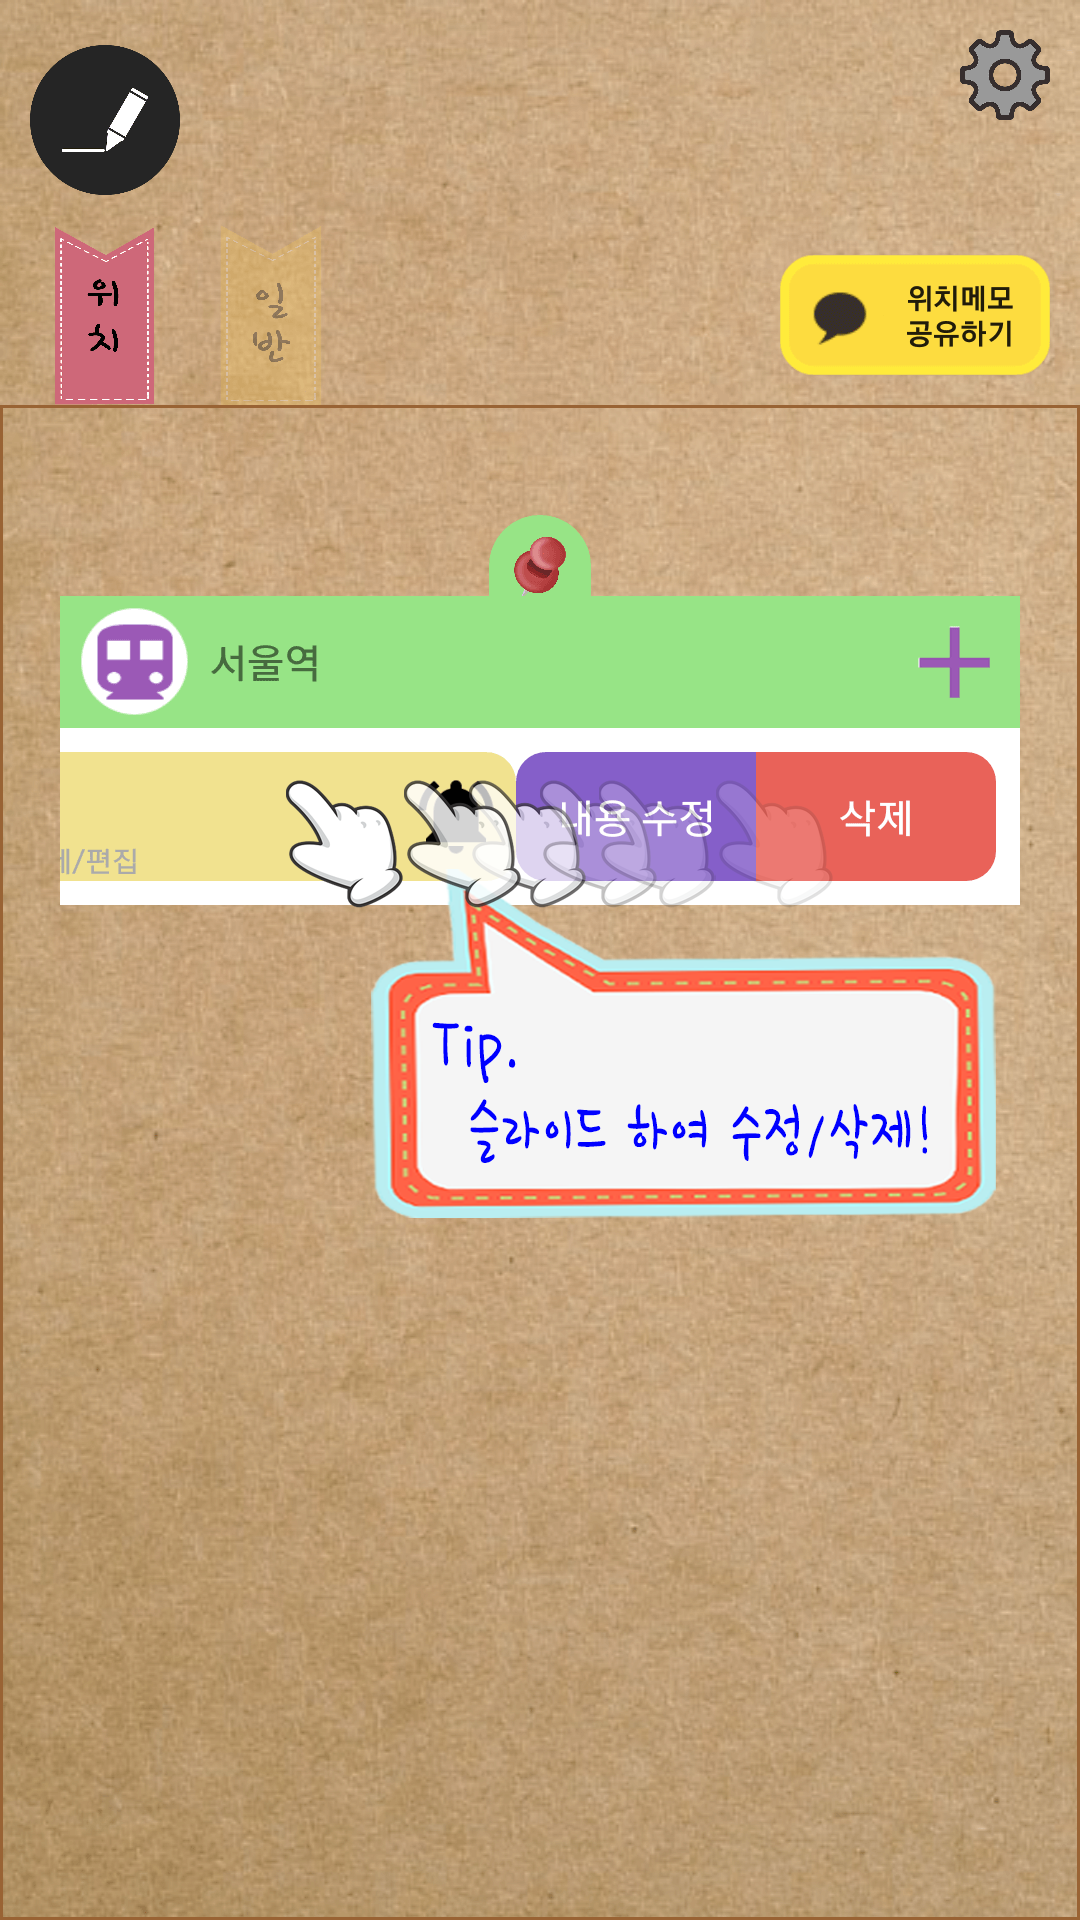 위
치
일
반
위치메모
공유하기
서울역
/편집
내용 수정
삭제
Tip.
슬라이드 하여 수정/삭제!